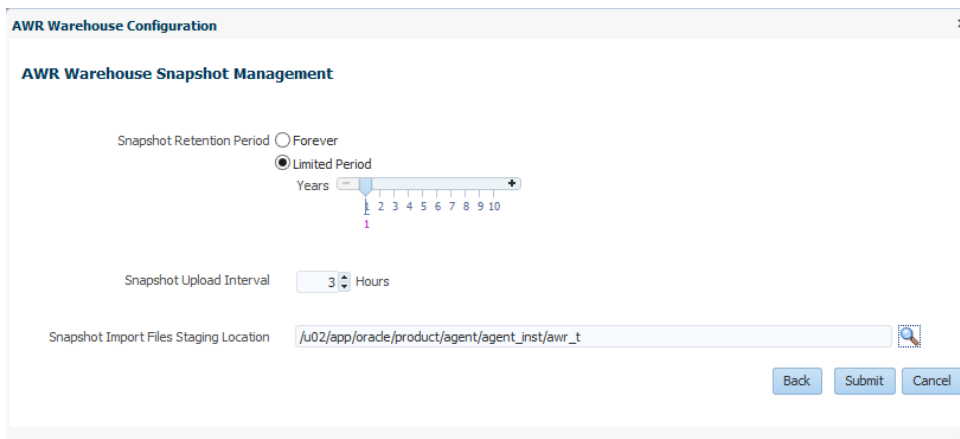 AWR Warehouse Configuration
AWR Warehouse Snapshot Management
Snapshot Retention Period Forever
Limited Period
Years
1 2 3 4 5 6 7 8 9 10
1
Snapshot Upload Interval 3 Hours
Snapshot Import Files Staging Location /u02/app/oracle/product/agent/agent_inst/awr_t
Back Submit Cancel